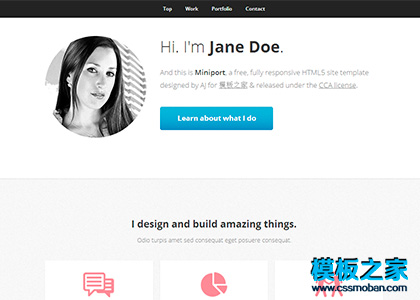 Top Work Portfolio Contact
Hi. I'm Jane Doe.
And this is Miniport, a free, fully responsive HTML5 site template
designed by AJ for 模板之家 & released under the CCA license.
Learn about what I do
I design and build amazing things.
Odio turpis amet sed consequat eget posuere consequat.
模板之家
www.cssmoban.com